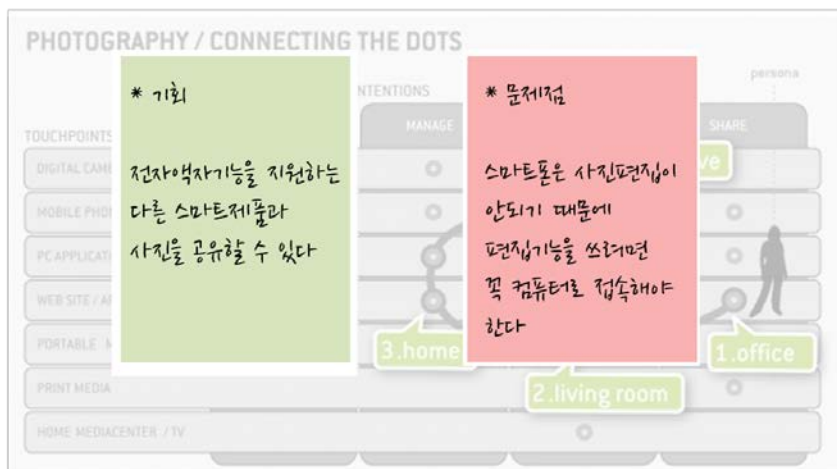 PHOTOGRAPHY / CONNECTING THE DOTS
persona
NTENTIONS
TOUCHPOINTS
MANAGE
SHARE
DIGITAL CAME
MOBILE PHO
PC APPLICATI
WEB SITE / AP
PORTABLE M
PRINT MEDIA
HOME MEDIACENTER / TV
* 기회
전자액자기능을 지원하는
다른 스마트제품과
사진을 공유할 수 있다
* 문제점
스마트폰은 사진편집이
안되기 때문에
편집기능을 쓰려면
꼭 컴퓨터로 접속해야
한다
ve
3.home
2.living room
1.office